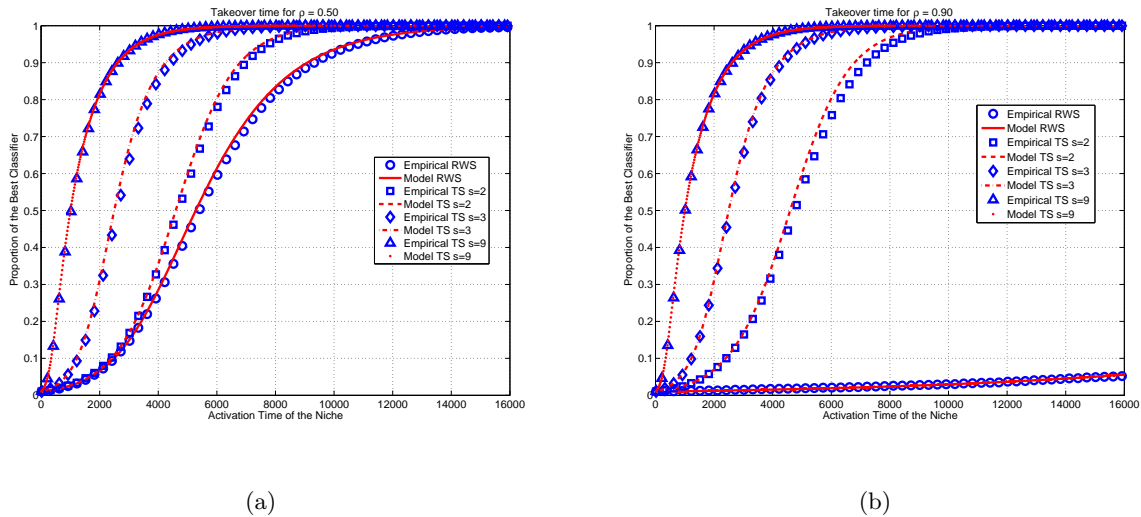 Takeover time for ρ = 0.50
1
0.9
0.8
0.7
0.6
0.5
0.4
0.3
0.2
0.1
0
Proportion of the Best Classifier
0 2000 4000 6000 8000 10000 12000 14000 16000
Activation Time of the Niche
Empirical RWS
Model RWS
Empirical TS s=2
Model TS s=2
Empirical TS s=3
Model TS s=3
Empirical TS s=9
Model TS s=9
(a)
Takeover time for ρ = 0.90
1
0.9
0.8
0.7
0.6
0.5
0.4
0.3
0.2
0.1
0
Proportion of the Best Classifier
0 2000 4000 6000 8000 10000 12000 14000 16000
Activation Time of the Niche
Empirical RWS
Model RWS
Empirical TS s=2
Model TS s=2
Empirical TS s=3
Model TS s=3
Empirical TS s=9
Model TS s=9
(b)